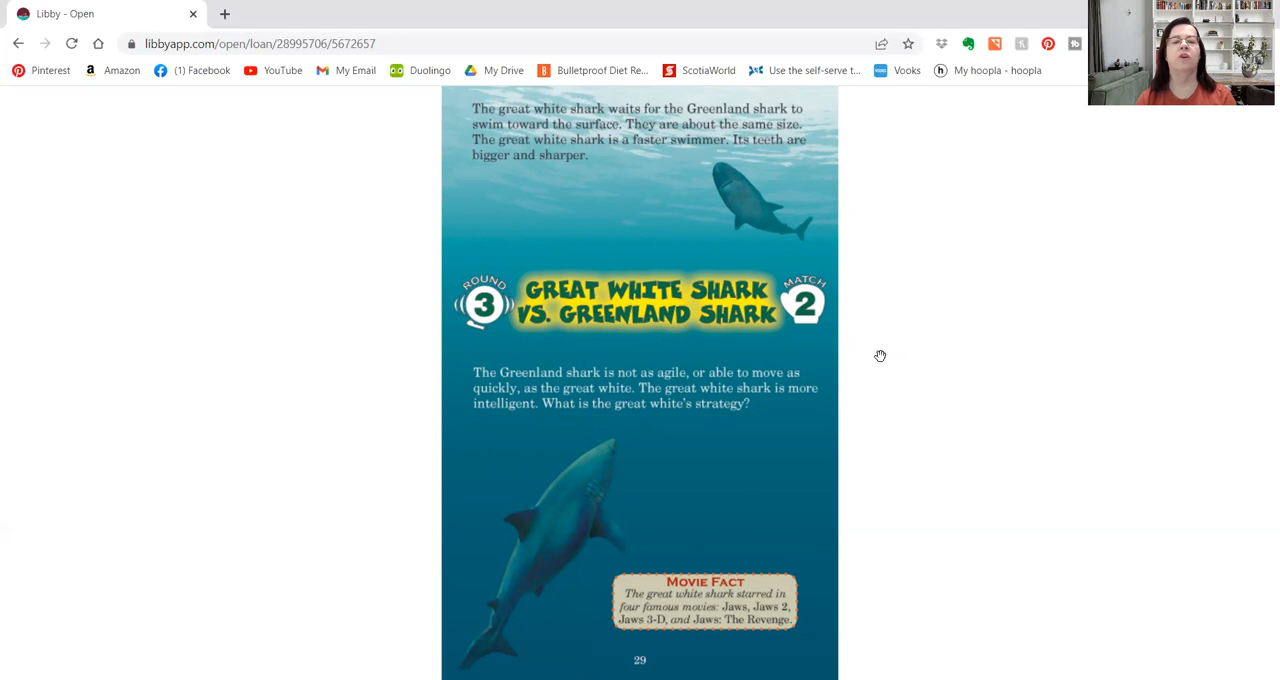 Libby - Open
libbyapp.com/open/loan/28995706/5672657
Pinterest Amazon (1) Facebook YouTube My Email Duolingo My Drive Bulletproof Diet Re... ScotiaWorld Use the self-serve t... Vooks My hoopla - hoopla
The great white shark waits for the Greenland shark to
swim toward the surface. They are about the same size.
The great white shark is a faster swimmer. Its teeth are
bigger and sharper.
ROUND 3
GREAT WHITE SHARK
VS. GREENLAND SHARK
MATCH 2
The Greenland shark is not as agile, or able to move as
quickly, as the great white. The great white shark is more
intelligent. What is the great white's strategy?
MOVIE FACT
The great white shark starred in
four famous movies: Jaws, Jaws 2,
Jaws 3-D, and Jaws: The Revenge.
29